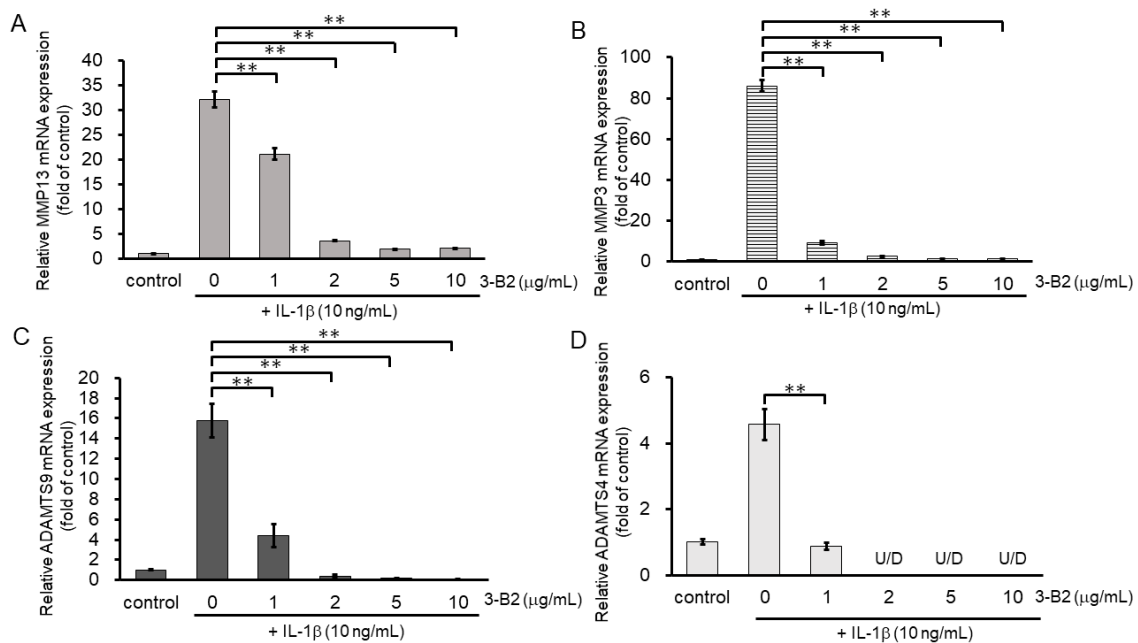 A
Relative MMP13 mRNA expression
(fold of control)
**
**
**
**
40
35
30
25
20
15
10
5
0
control 0 1 2 5 10 3-B2 (μg/mL)
+ IL-1β (10 ng/mL)
B
Relative MMP3 mRNA expression
(fold of control)
**
**
**
**
100
80
60
40
20
0
control 0 1 2 5 10 3-B2 (μg/mL)
+ IL-1β (10 ng/mL)
C
Relative ADAMTS9 mRNA expression
(fold of control)
**
**
**
**
20
18
16
14
12
10
8
6
4
2
0
control 0 1 2 5 10 3-B2 (μg/mL)
+ IL-1β (10 ng/mL)
D
Relative ADAMTS4 mRNA expression
(fold of control)
**
6
4
2
0
U/D U/D U/D
control 0 1 2 5 10 3-B2 (μg/mL)
+ IL-1β (10 ng/mL)